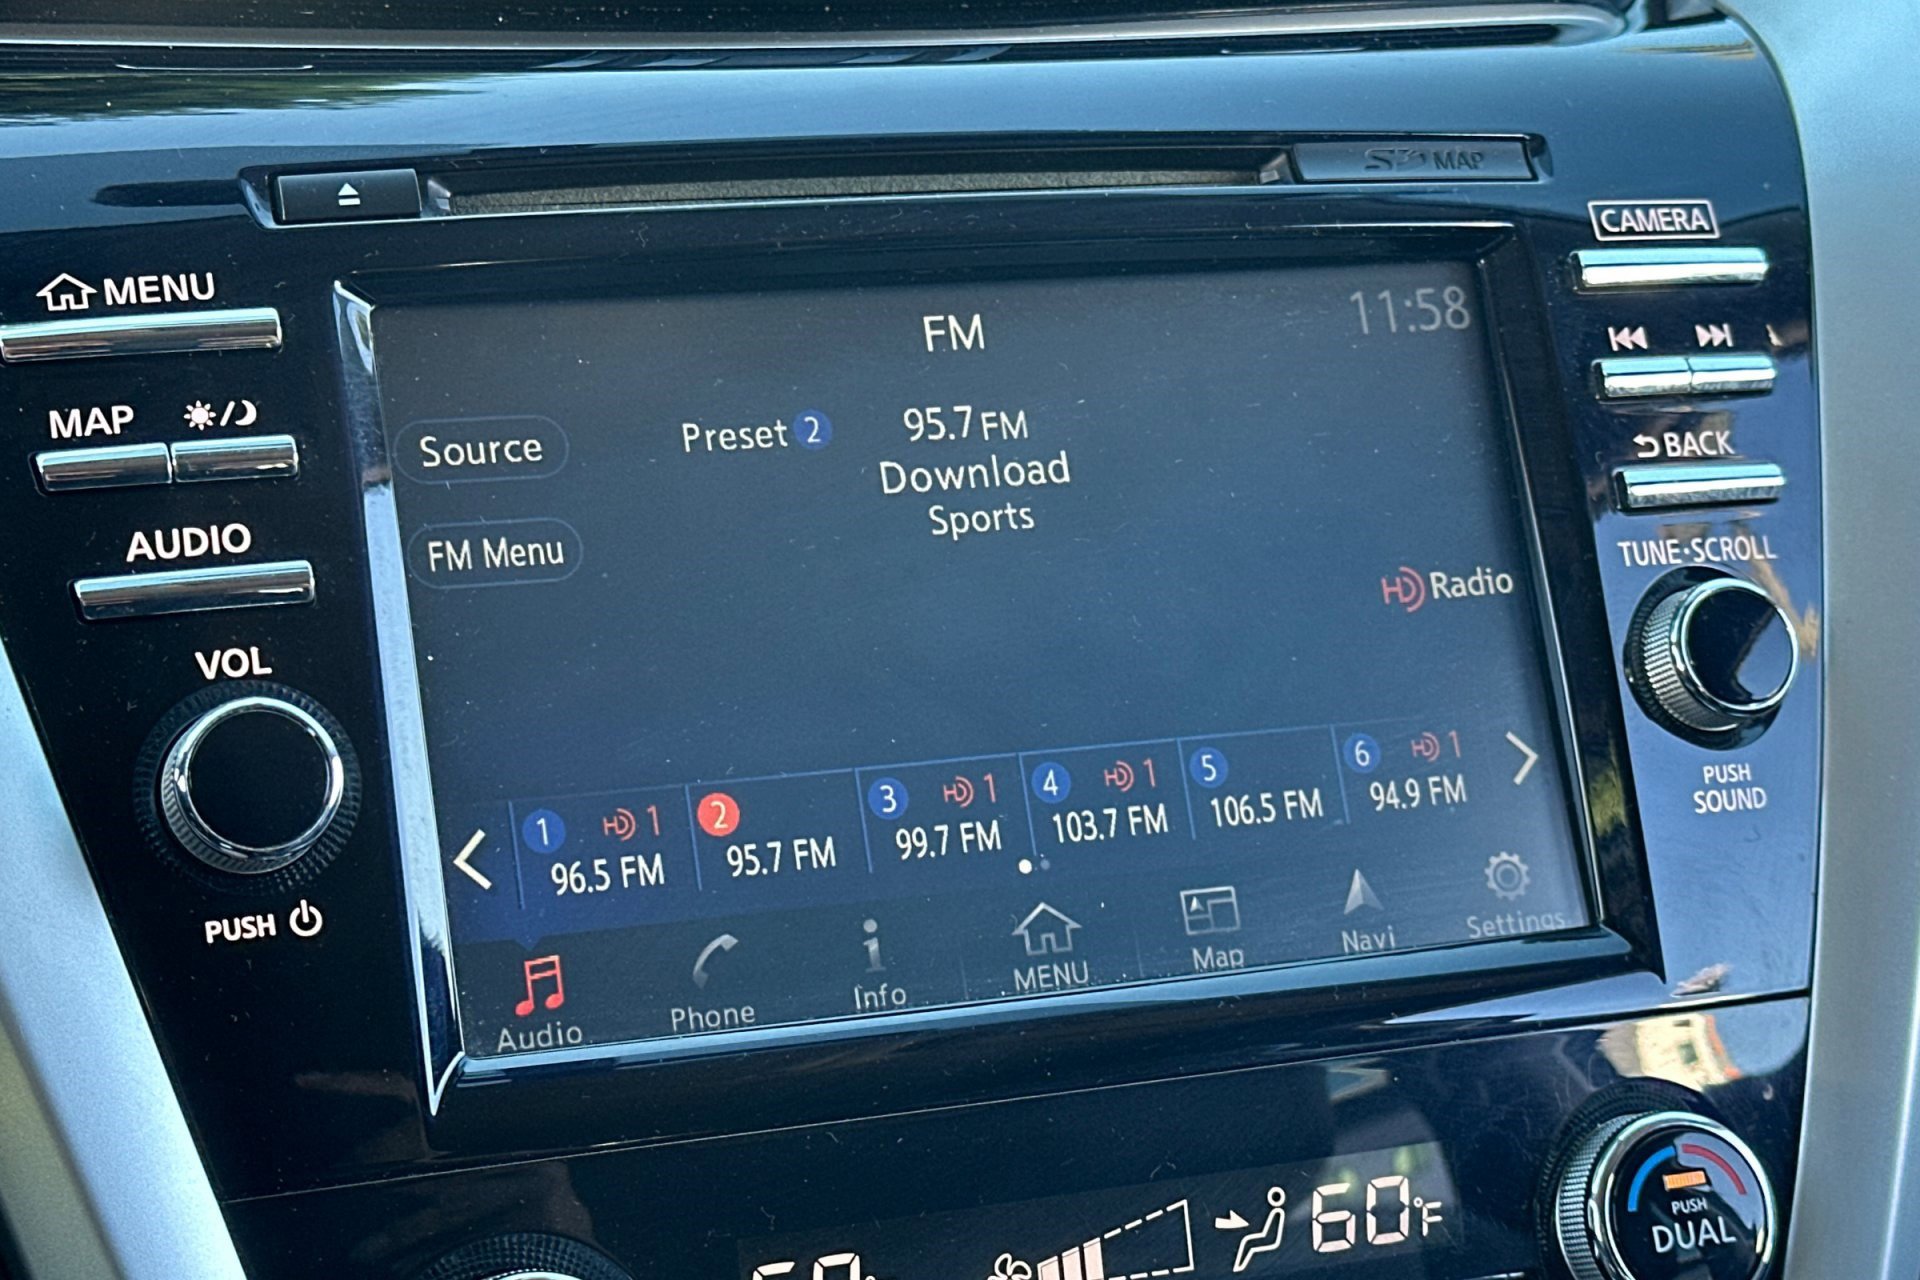 SD MAP
CAMERA
MENU
MAP
AUDIO
VOL
PUSH
BACK
TUNE·SCROLL
PUSH
SOUND
FM
11:58
Source
Preset 2
95.7 FM
Download
Sports
FM Menu
HD Radio
1 HD 1
96.5 FM
2
95.7 FM
3 HD 1
99.7 FM
4 HD 1
103.7 FM
5
106.5 FM
6 HD 1
94.9 FM
Audio
Phone
Info
MENU
Map
Navi
Settings
60°F
PUSH
DUAL